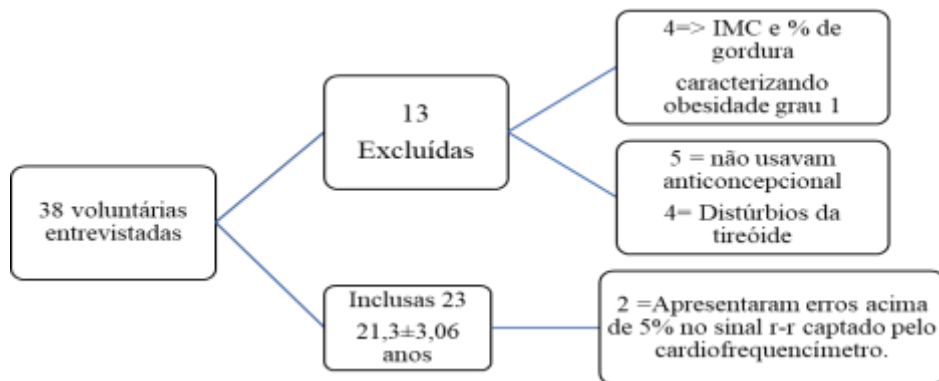 38 voluntárias
entrevistadas
13
Excluídas
4=> IMC e % de
gordura
caracterizando
obesidade grau 1
5 = não usavam
anticoncepcional
4= Distúrbios da
tireóide
Inclusas 23
21,3±3,06
anos
2 =Apresentaram erros acima
de 5% no sinal r-r captado pelo
cardiofrequencímetro.